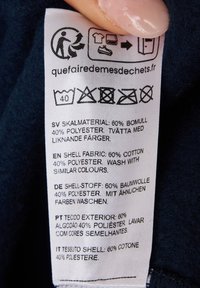 quefairedemesdechets.fr
40
SV SKALMATERIAL: 60% BOMULL
40% POLYESTER. TVÄTTA MED
LIKNANDE FÄRGER.
EN SHELL FABRIC: 60% COTTON
40% POLYESTER. WASH WITH
SIMILAR COLOURS.
DE SHELL-STOFF: 60% BAUMWOLLE
40% POLYESTER. MIT ÄHNLICHEN
FARBEN WASCHEN.
PT TECIDO EXTERIOR: 60%
ALGODÃO 40% POLIÉSTER. LAVAR
COM CORES SEMELHANTES.
IT TESSUTO SHELL: 60% COTONE
40% POLIESTERE.